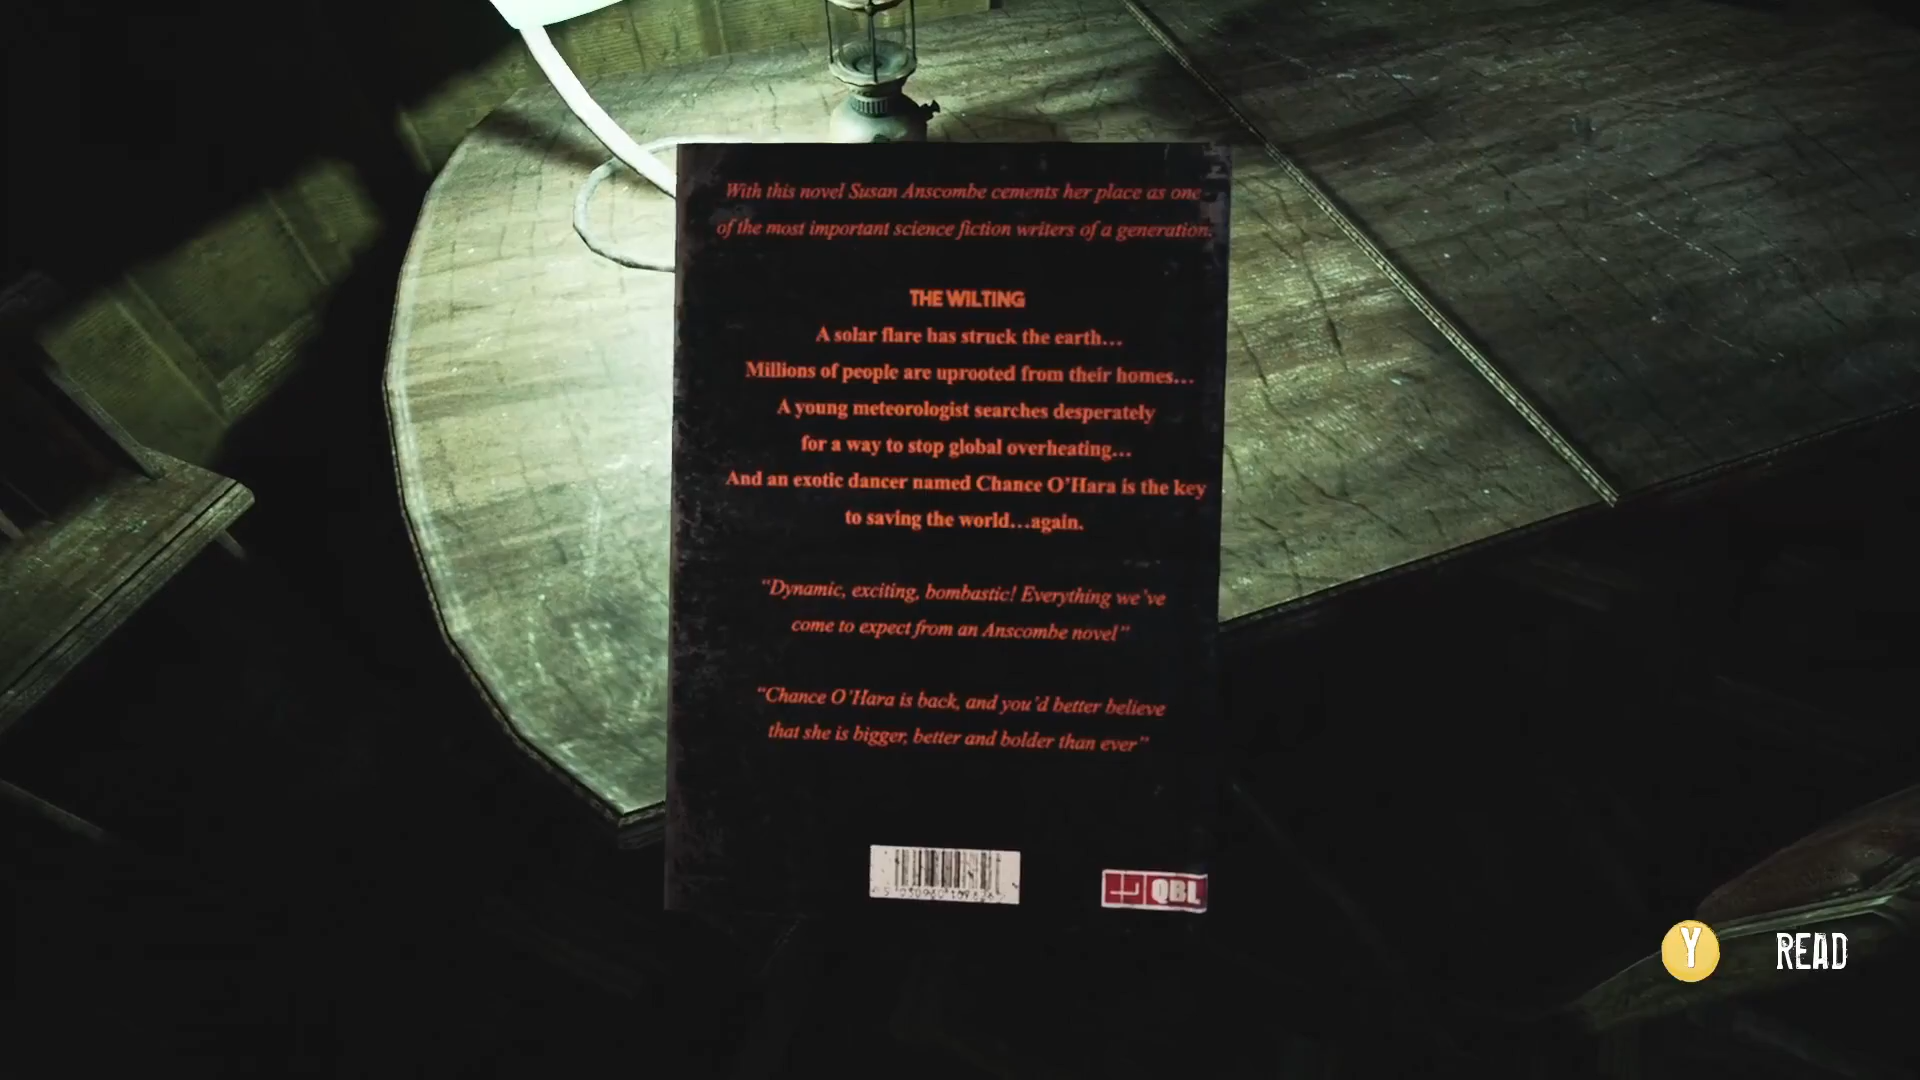 With this novel Susan Anscombe cements her place as one
of the most important science fiction writers of a generation.
THE WILTING
A solar flare has struck the earth...
Millions of people are uprooted from their homes...
A young meteorologist searches desperately
for a way to stop global overheating...
And an exotic dancer named Chance O'Hara is the key
to saving the world...again.
"Dynamic, exciting, bombastic! Everything we've
come to expect from an Anscombe novel"
"Chance O'Hara is back, and you'd better believe
that she is bigger, better and bolder than ever"
QBL
Y READ